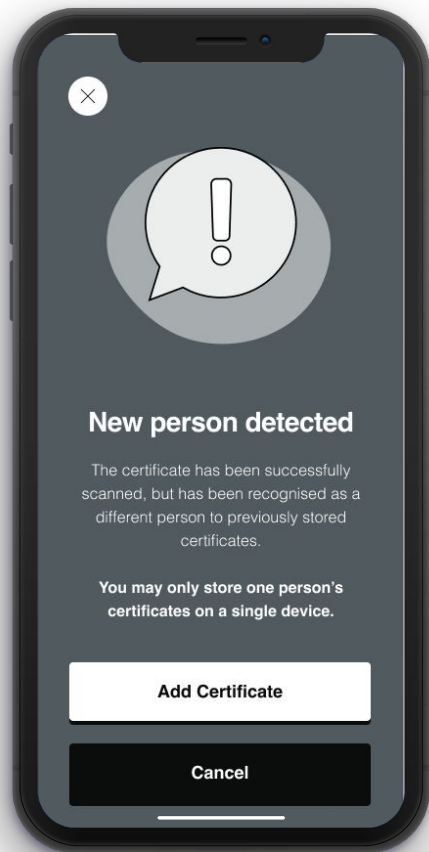 New person detected
The certificate has been successfully
scanned, but has been recognised as a
different person to previously stored
certificates.
You may only store one person's
certificates on a single device.
Add Certificate
Cancel